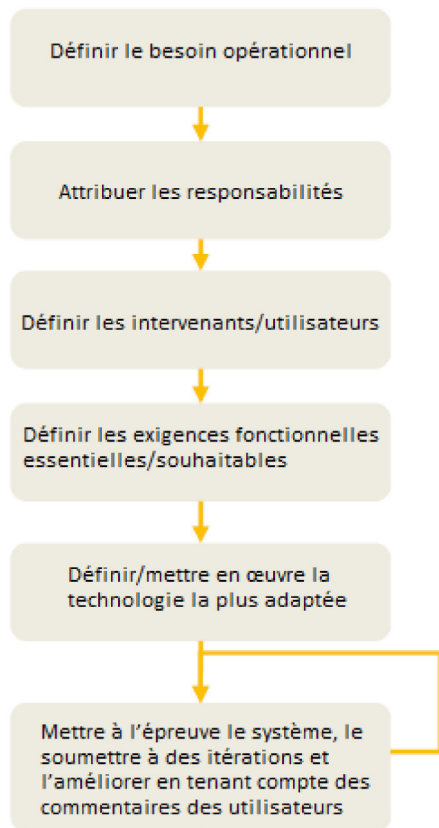 Définir le besoin opérationnel
Attribuer les responsabilités
Définir les intervenants/utilisateurs
Définir les exigences fonctionnelles
essentielles/souhaitables
Définir/mettre en œuvre la
technologie la plus adaptée
Mettre à l’épreuve le système, le
soumettre à des itérations et
l’améliorer en tenant compte des
commentaires des utilisateurs